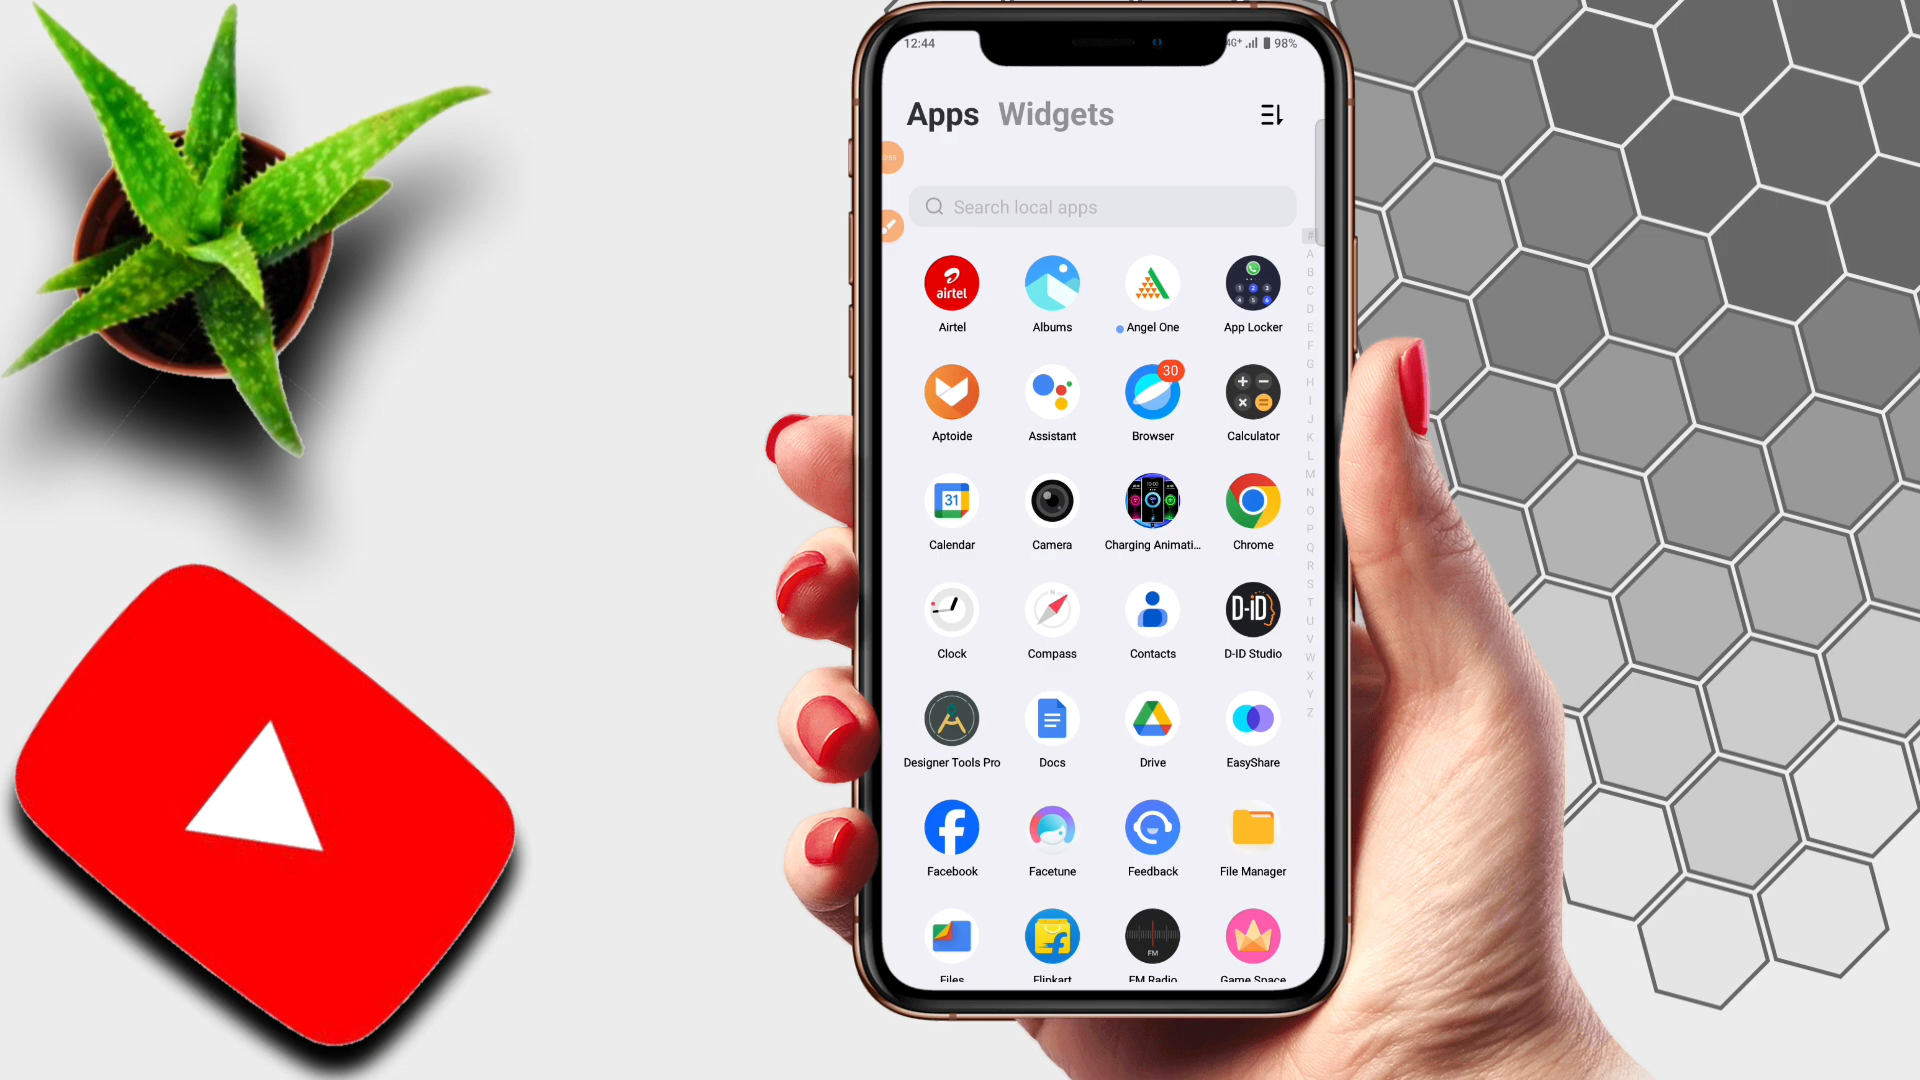 12:44 4G+ 98%
Apps Widgets
Search local apps
#
A
B
C
D
E
F
G
H
I
J
K
L
M
N
O
P
Q
R
S
T
U
V
W
X
Y
Z
airtel
Airtel Albums Angel One App Locker
30
Aptoide Assistant Browser Calculator
31
Calendar Camera Charging Animati... Chrome
D-iD
Clock Compass Contacts D-ID Studio
Designer Tools Pro Docs Drive EasyShare
Facebook Facetune Feedback File Manager
FM
Files Flipkart FM Radio Game Space